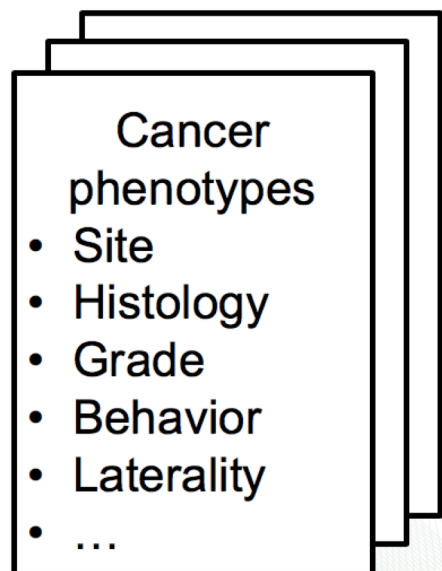 Cancer
phenotypes
• Site
• Histology
• Grade
• Behavior
• Laterality
• …